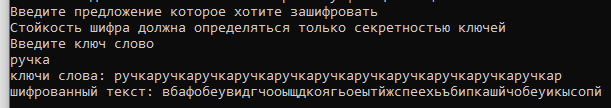 Введите предложение которое хотите зашифровать
Стойкость шифра должна определяться только секретностью ключей
Введите ключ слово
ручка
ключи слова: ручкаручкаручкаручкаручкаручкаручкаручкаручкаручкаручкар
шифрованный текст: вбафобеувидгчооыщдкоягьоеытйжспеехьъбипкашйчобеуикысопй